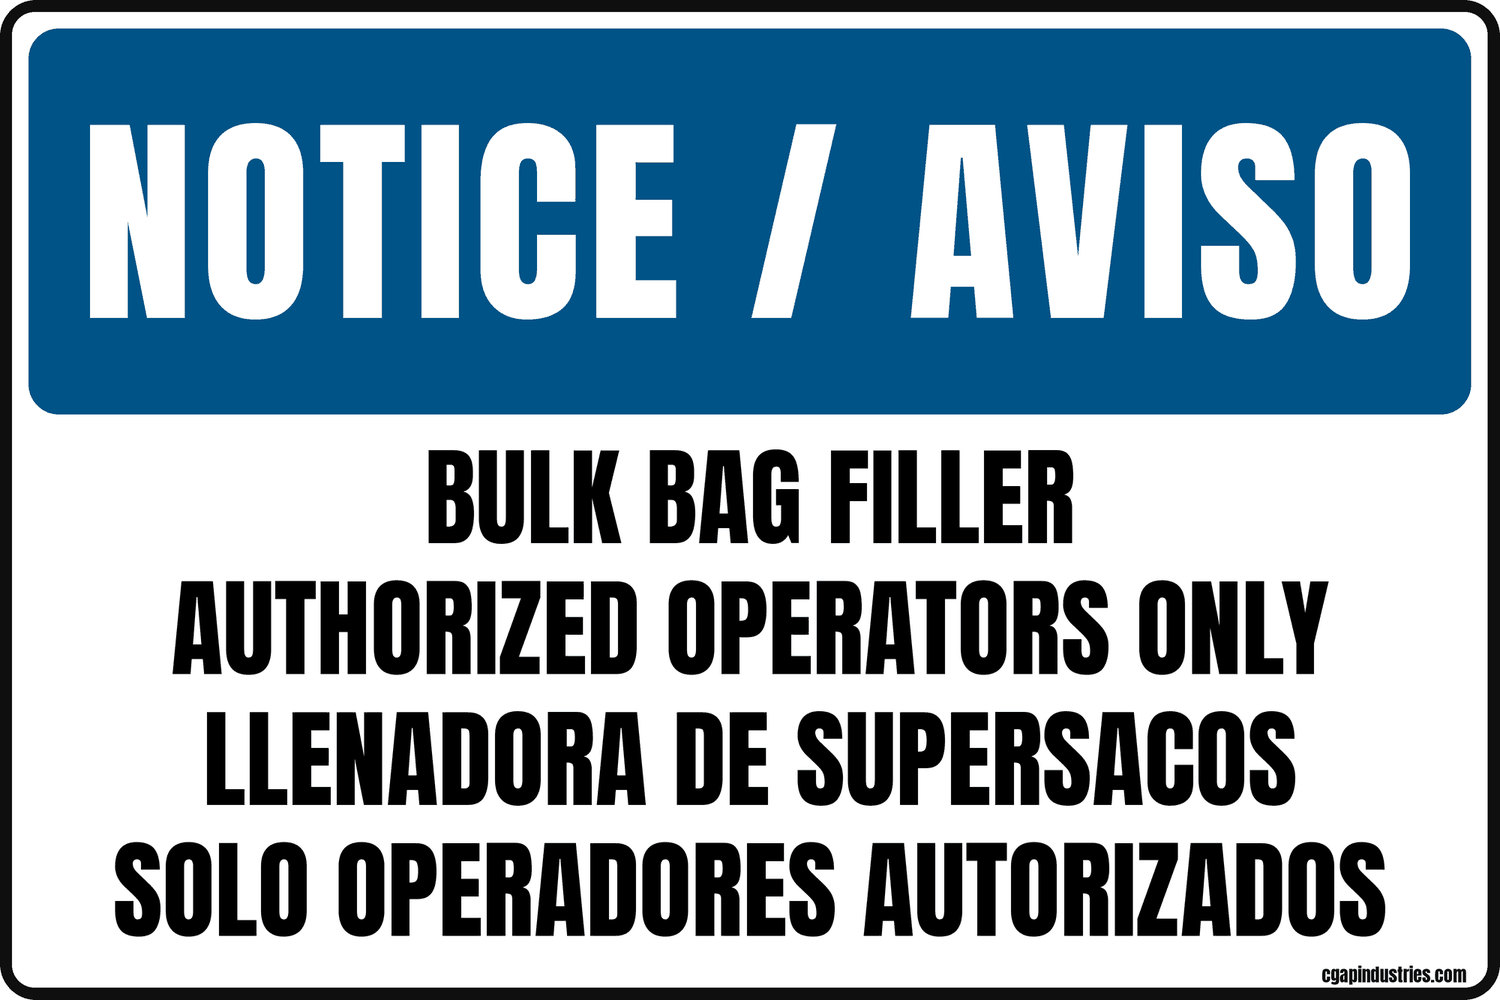 NOTICE / AVISO
BULK BAG FILLER
AUTHORIZED OPERATORS ONLY
LLENADORA DE SUPERSACOS
SOLO OPERADORES AUTORIZADOS
cgapindustries.com